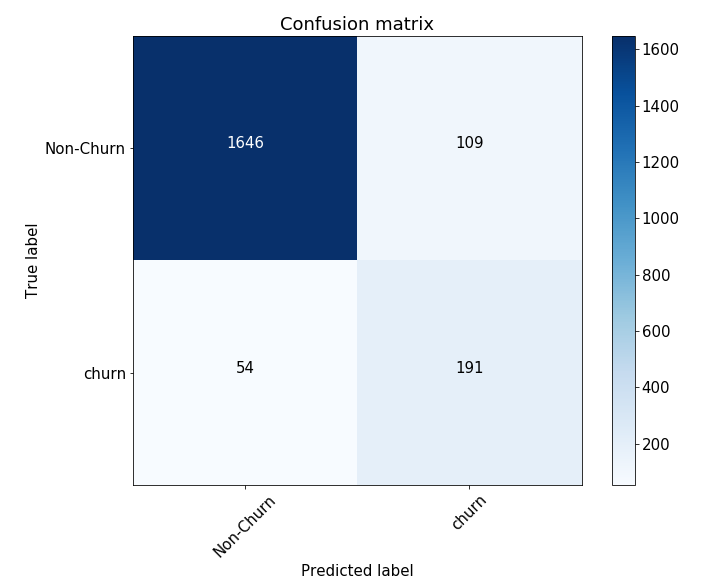 Confusion matrix
True label
Non-Churn
1646
109
churn
54
191
Non-Churn
churn
Predicted label
1600
1400
1200
1000
800
600
400
200